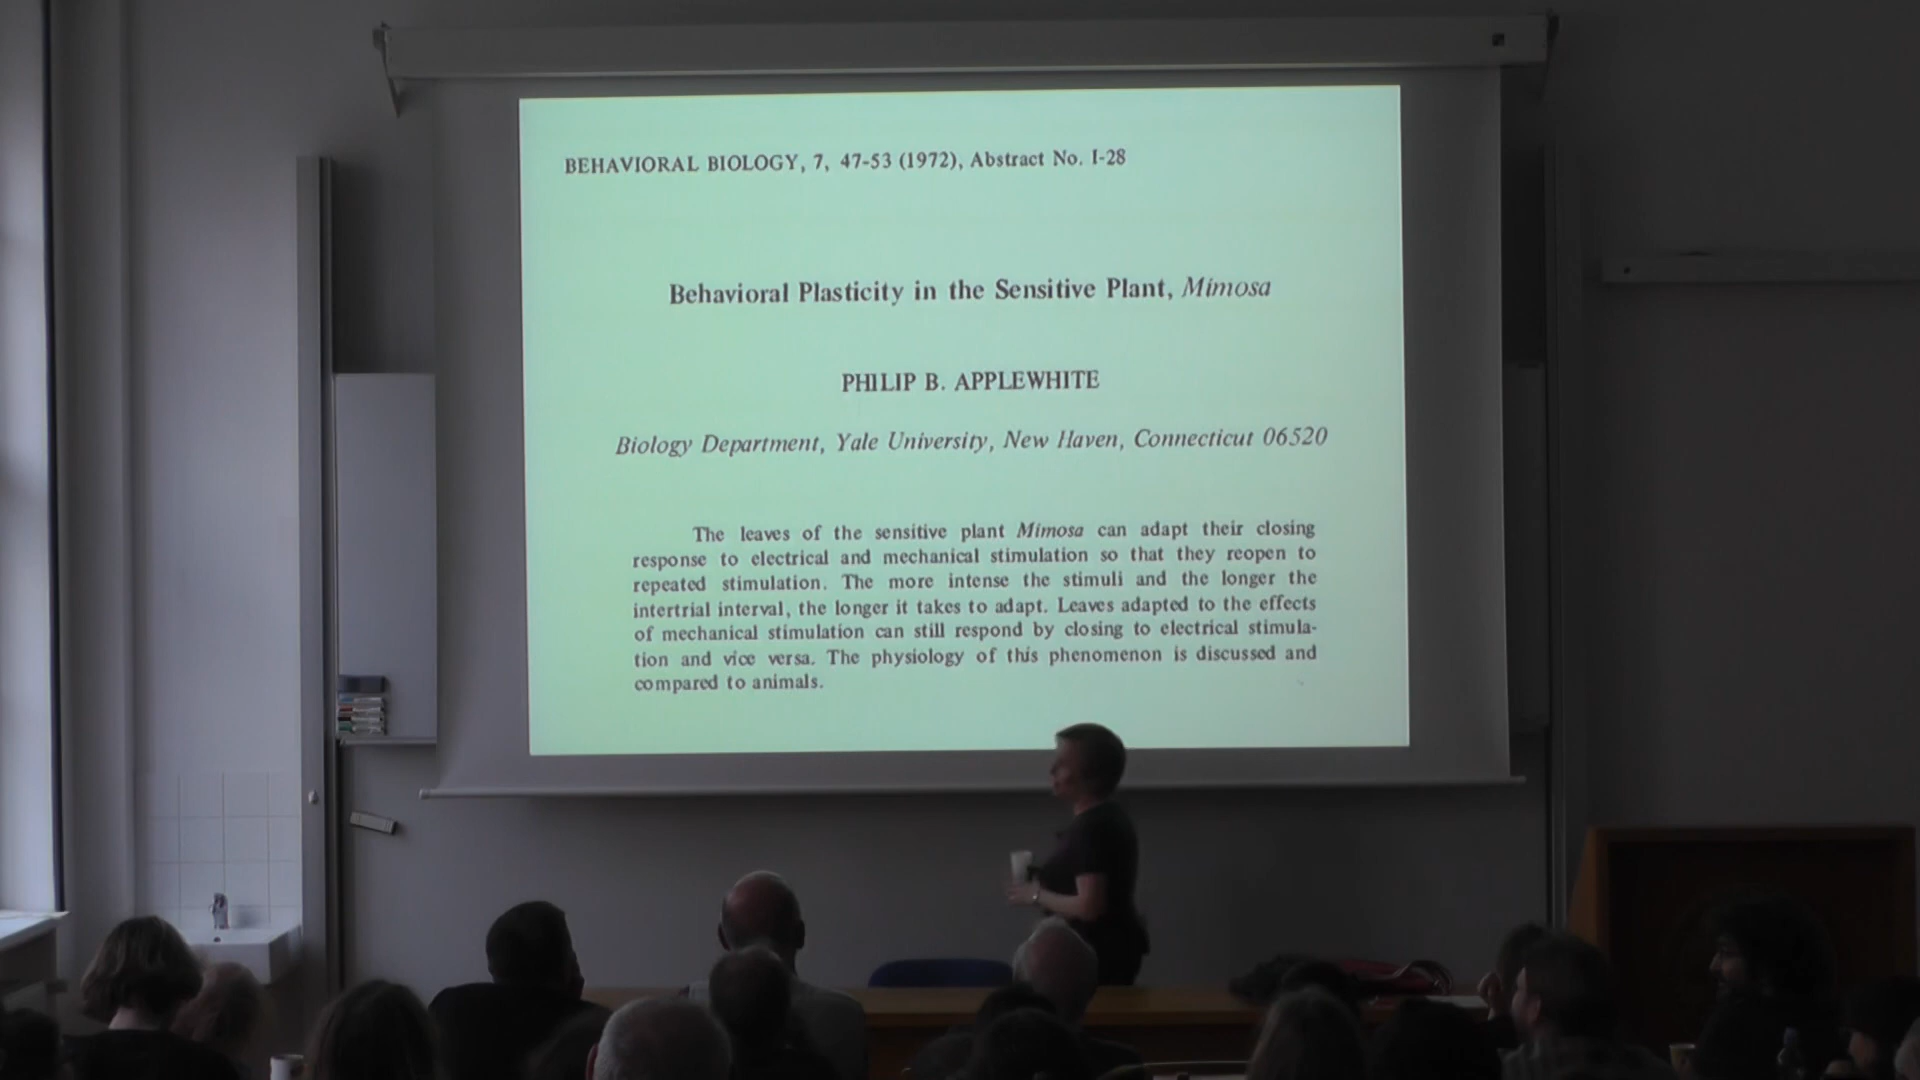 BEHAVIORAL BIOLOGY, 7, 47-53 (1972), Abstract No. I-28
Behavioral Plasticity in the Sensitive Plant, Mimosa
PHILIP B. APPLEWHITE
Biology Department, Yale University, New Haven, Connecticut 06520
The leaves of the sensitive plant Mimosa can adapt their closing
response to electrical and mechanical stimulation so that they reopen to
repeated stimulation. The more intense the stimuli and the longer the
intertrial interval, the longer it takes to adapt. Leaves adapted to the effects
of mechanical stimulation can still respond by closing to electrical stimula-
tion and vice versa. The physiology of this phenomenon is discussed and
compared to animals.